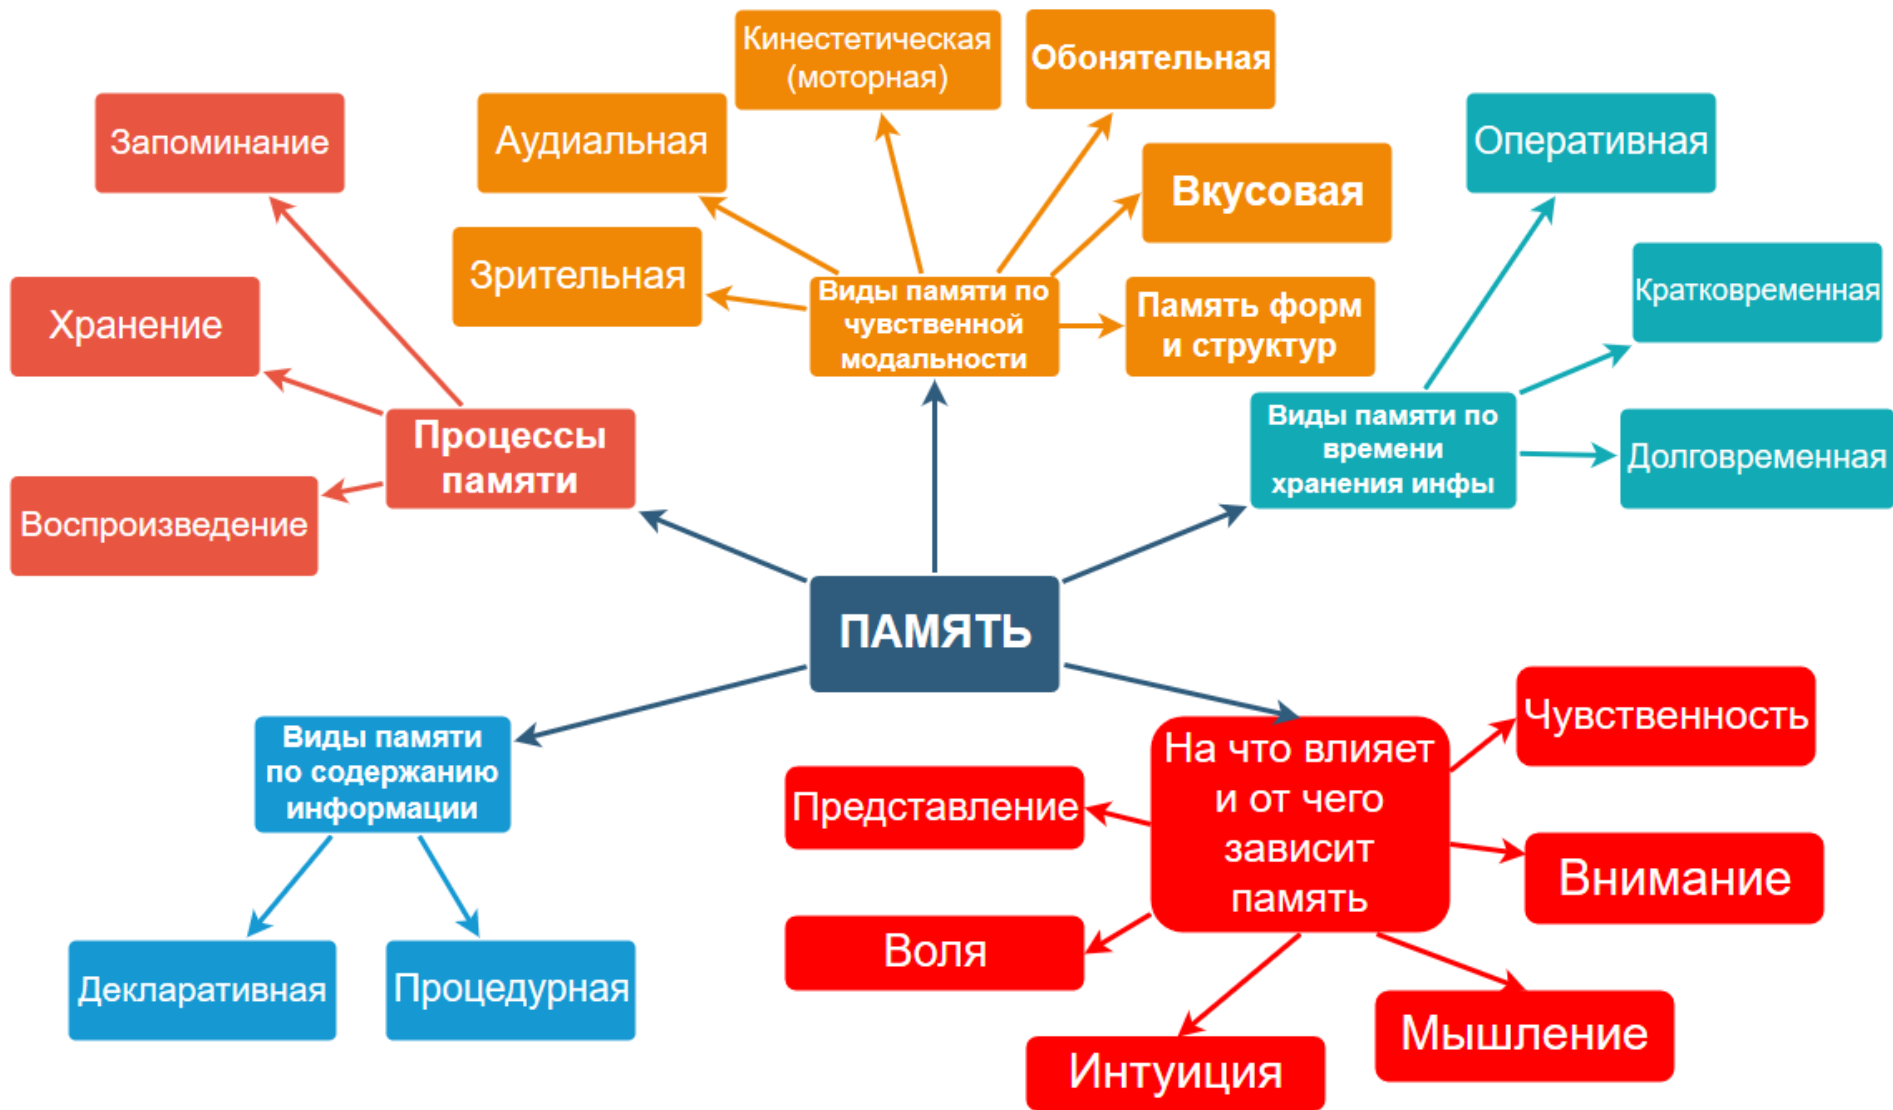 Кинестетическая
(моторная)
Обонятельная
Запоминание
Аудиальная
Вкусовая
Оперативная
Зрительная
Хранение
Виды памяти по
чувственной
модальности
Память форм
и структур
Кратковременная
Процессы
памяти
Виды памяти по
времени
хранения инфы
Долговременная
Воспроизведение
ПАМЯТЬ
Виды памяти
по содержанию
информации
Декларативная
Процедурная
На что влияет
и от чего
зависит
память
Чувственность
Представление
Внимание
Воля
Мышление
Интуиция